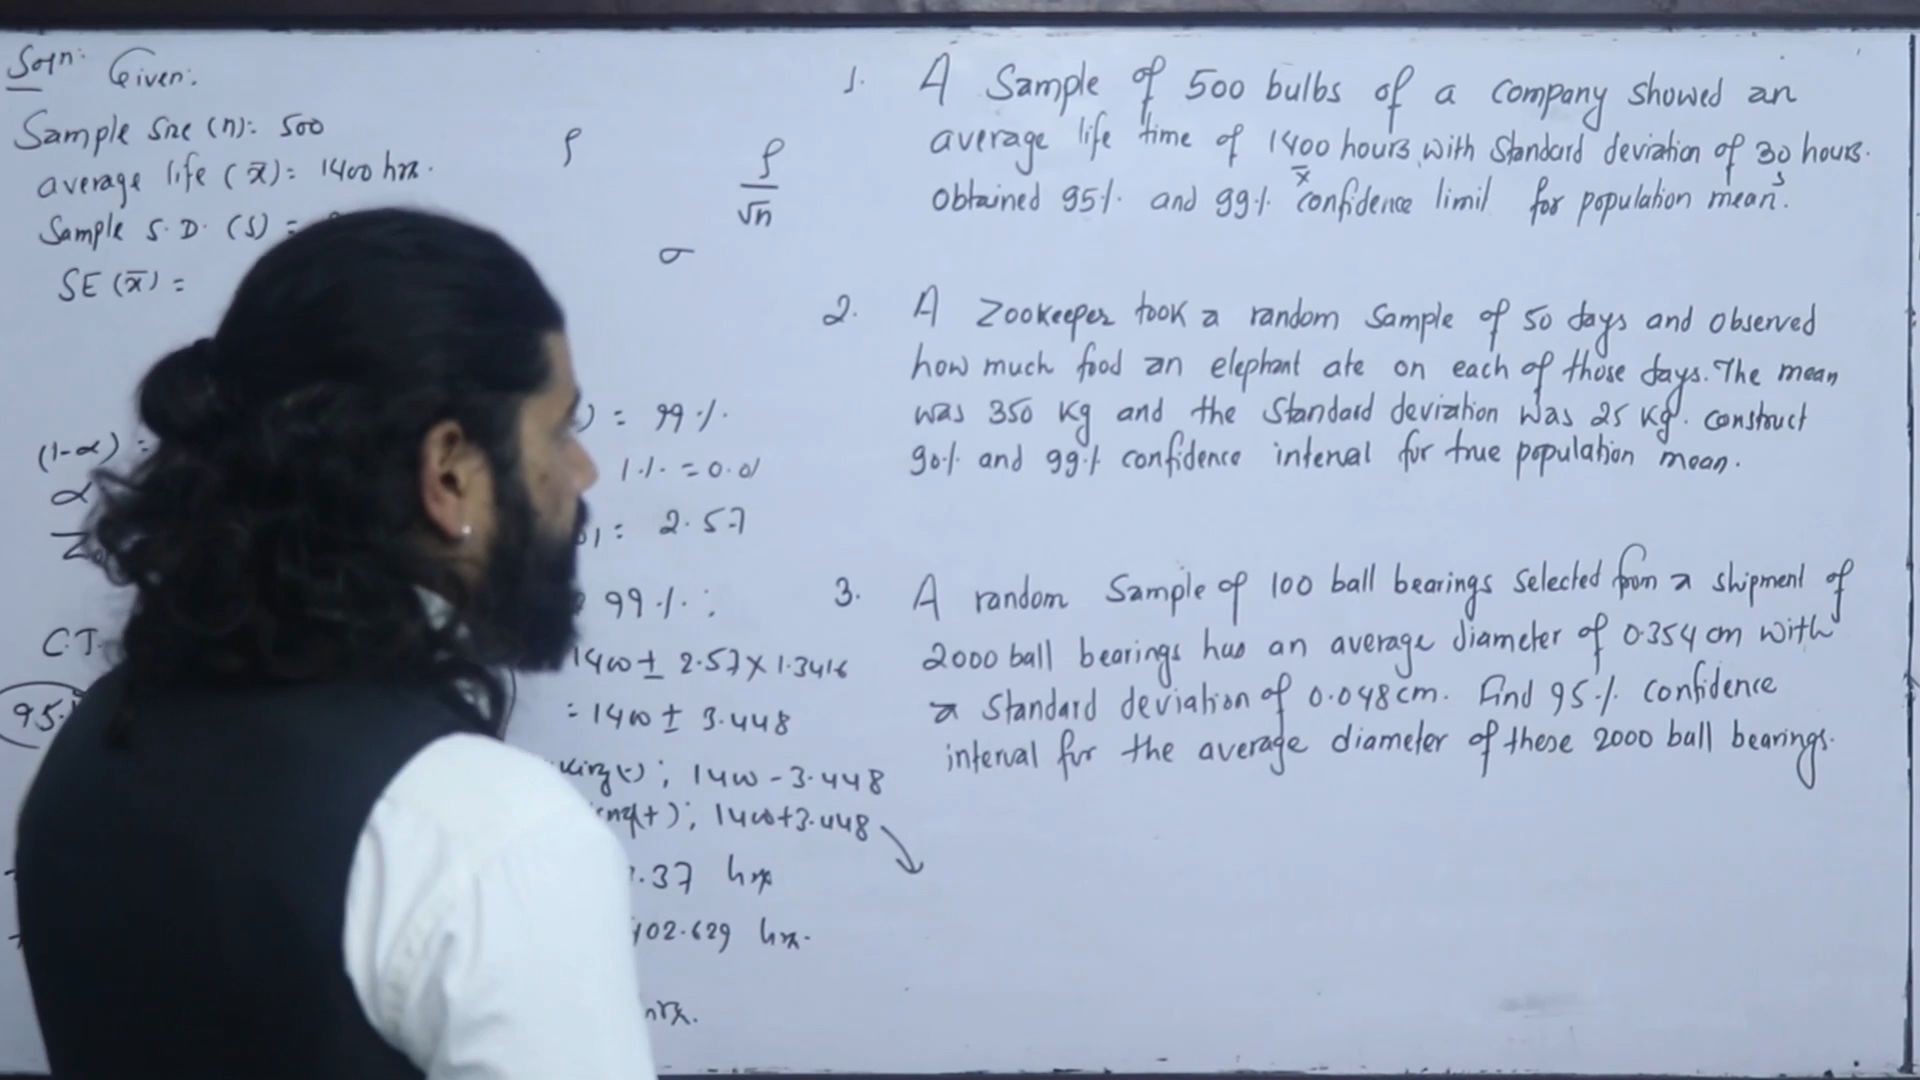 Soln: Given:
Sample Size (n): 500
average life (x̄)= 1400 hrs.
Sample S.D. (S) =
SE (x̄) =
ρ
ρ
√n
σ
(1-α) =
α
C.I.
95.
) = 99%.
1% = 0.01
= 2.57
99%:
1400 ± 2.57 × 1.3416
= 1400 ± 3.448
king(-); 1400 - 3.448
(+); 1400+3.448
.37 hrs
402.629 hrs.
hrs.
1. A Sample of 500 bulbs of a company showed an
average life time of 1400 hours with standard deviation of 30 hours.
x̄ s
obtained 95% and 99% confidence limit for population mean.
2. A Zookeeper took a random sample of 50 days and observed
how much food an elephant ate on each of those days. The mean
was 350 kg and the standard deviation was 25 kg. construct
90% and 99% confidence interval for true population mean.
3. A random Sample of 100 ball bearings selected from a shipment of
2000 ball bearings has an average diameter of 0.354 cm with
a standard deviation of 0.048 cm. Find 95% confidence
interval for the average diameter of these 2000 ball bearings.